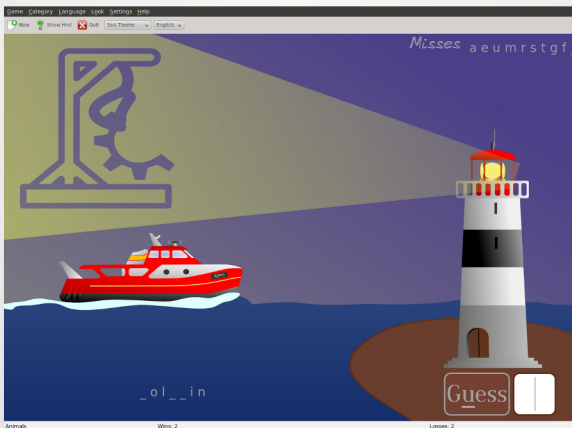 Game Category Language Look Settings Help
New Show Hint Quit Sea Theme English
Misses a e u m r s t g f
_ o l _ _ i n
Guess
Animals Wins: 2 Losses: 2